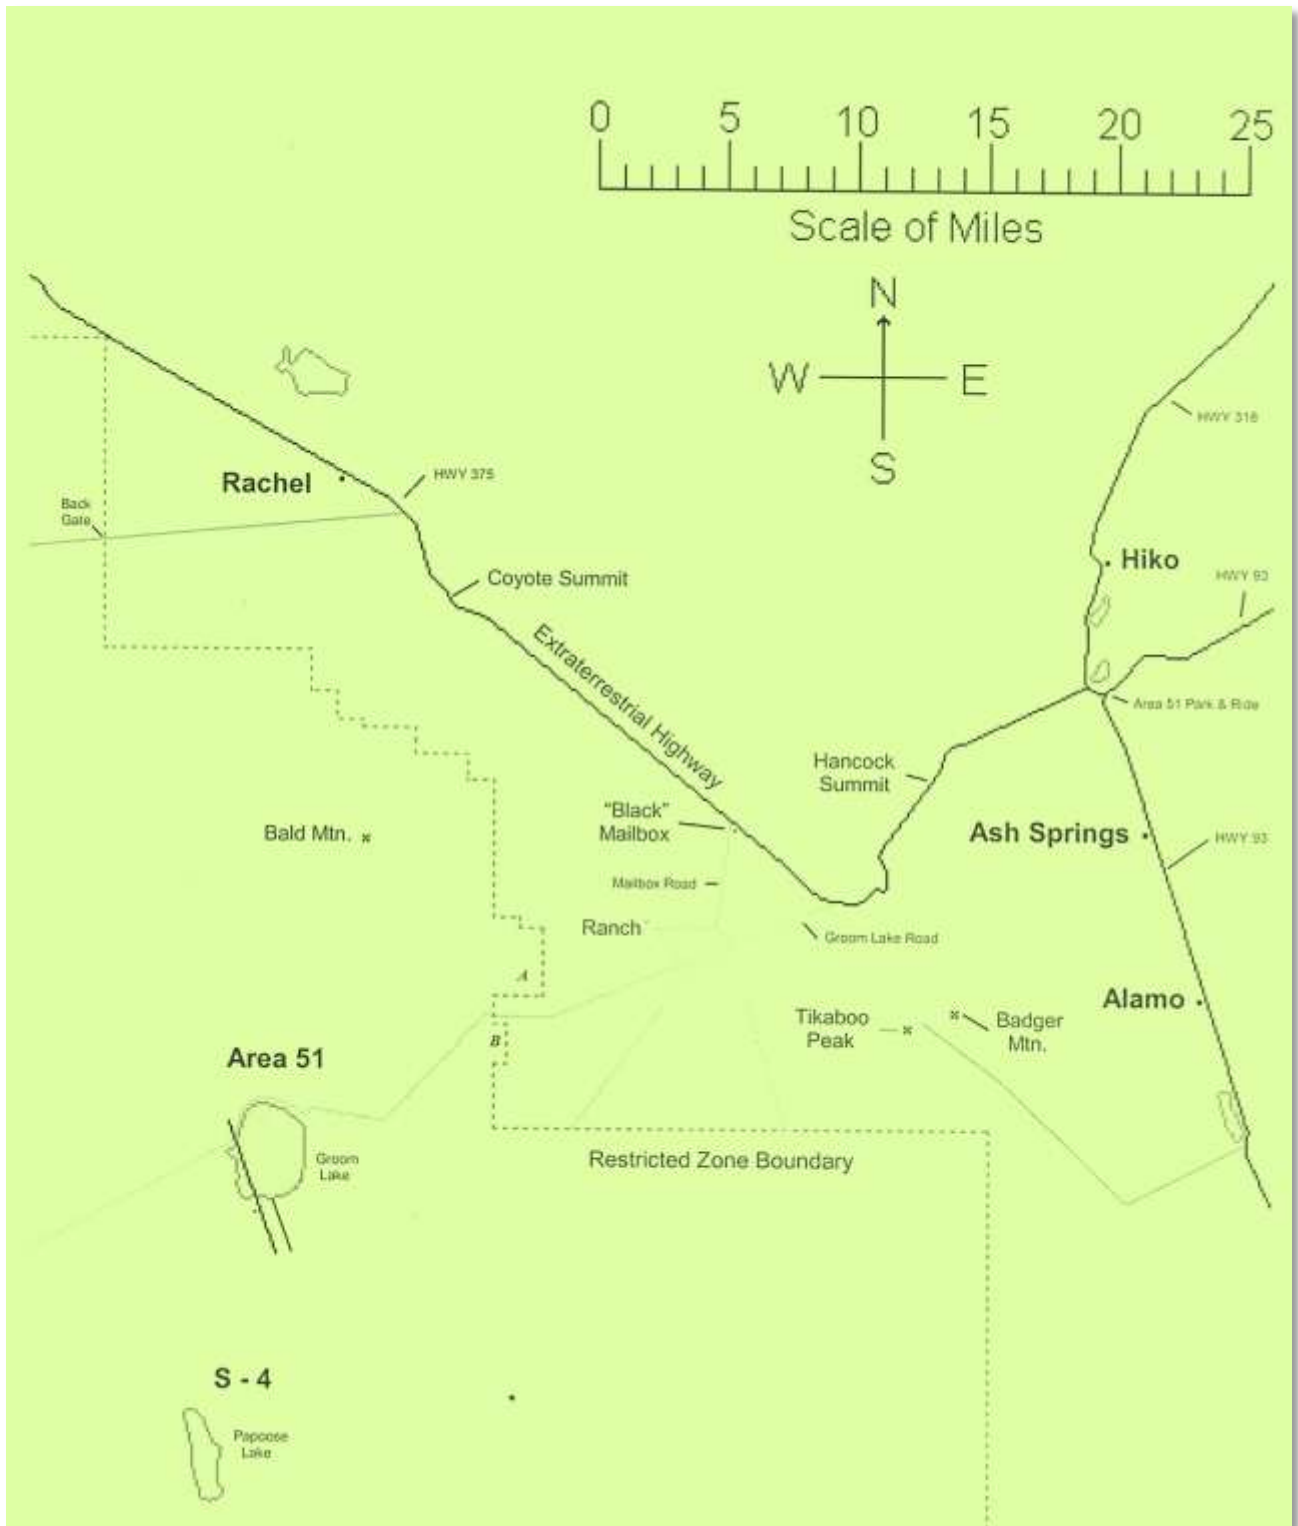 0 5 10 15 20 25
Scale of Miles
N
W E
S
HWY 318
Rachel
HWY 375
Back
Gate
Hiko
HWY 93
Coyote Summit
Extraterrestrial Highway
Area 51 Park & Ride
Hancock
Summit
"Black"
Mailbox
Bald Mtn.
Ash Springs
HWY 93
Mailbox Road
Ranch
Groom Lake Road
A
Alamo
Tikaboo
Peak
Badger
Mtn.
B
Area 51
Groom
Lake
Restricted Zone Boundary
S - 4
Papoose
Lake